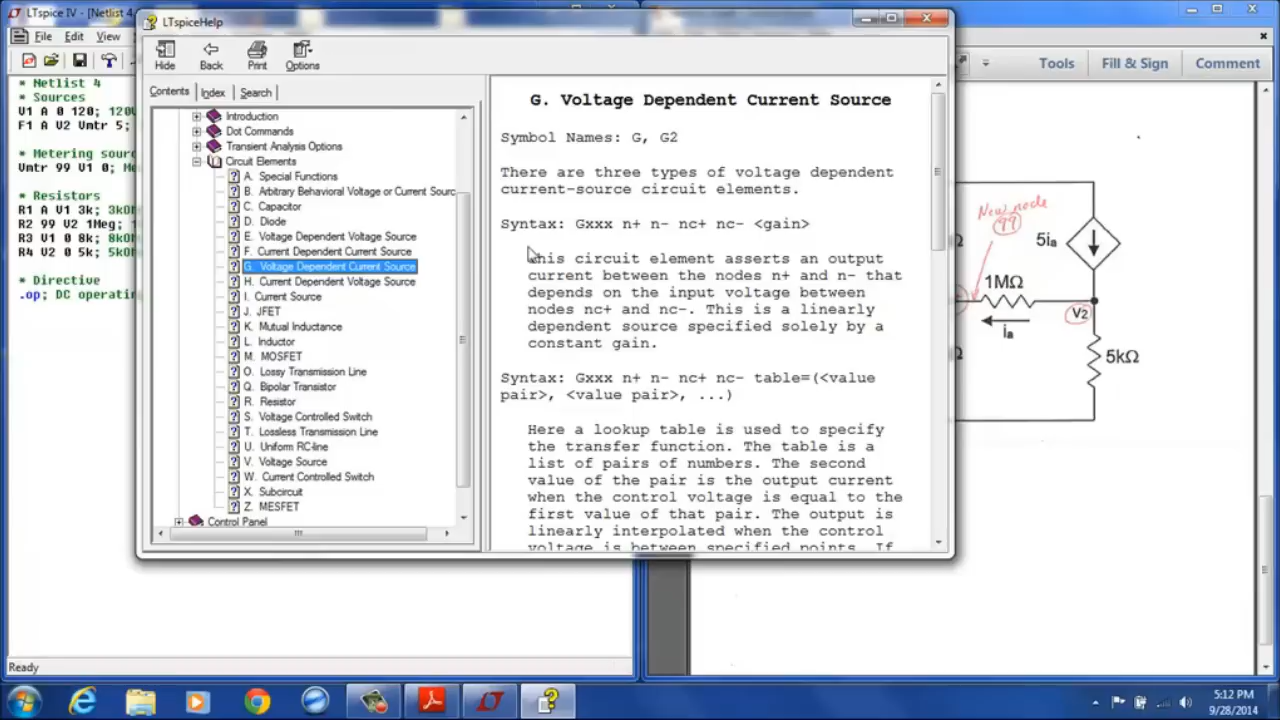 LTspice IV - [Netlist 4
LTspiceHelp
File Edit View
Hide Back Print Options
Tools Fill & Sign Comment
Contents Index Search
* Netlist 4
* Sources
V1 A 0 120; 120V
F1 A V2 Vmtr 5;
* Metering sourc
Vmtr 99 V1 0; Me
* Resistors
R1 A V1 3k; 3kO
R2 99 V2 1Meg; 1
R3 V1 0 8k; 8kO
R4 V2 0 5k; 5kO
* Directive
.op; DC operatin
Introduction
Dot Commands
Transient Analysis Options
Circuit Elements
A. Special Functions
B. Arbitrary Behavioral Voltage or Current Sourc
C. Capacitor
D. Diode
E. Voltage Dependent Voltage Source
F. Current Dependent Current Source
G. Voltage Dependent Current Source
H. Current Dependent Voltage Source
I. Current Source
J. JFET
K. Mutual Inductance
L. Inductor
M. MOSFET
O. Lossy Transmission Line
Q. Bipolar Transistor
R. Resistor
S. Voltage Controlled Switch
T. Lossless Transmission Line
U. Uniform RC-line
V. Voltage Source
W. Current Controlled Switch
X. Subcircuit
Z. MESFET
Control Panel
G. Voltage Dependent Current Source
Symbol Names: G, G2
There are three types of voltage dependent
current-source circuit elements.
Syntax: Gxxx n+ n- nc+ nc- <gain>
This circuit element asserts an output
current between the nodes n+ and n- that
depends on the input voltage between
nodes nc+ and nc-. This is a linearly
dependent source specified solely by a
constant gain.
Syntax: Gxxx n+ n- nc+ nc- table=(<value
pair>, <value pair>, ...)
Here a lookup table is used to specify
the transfer function. The table is a
list of pairs of numbers. The second
value of the pair is the output current
when the control voltage is equal to the
first value of that pair. The output is
linearly interpolated when the control
voltage is between specified points. If
New node
99
5ia
Ω
1MΩ
V2
ia
Ω
5kΩ
Ready
5:12 PM
9/28/2014